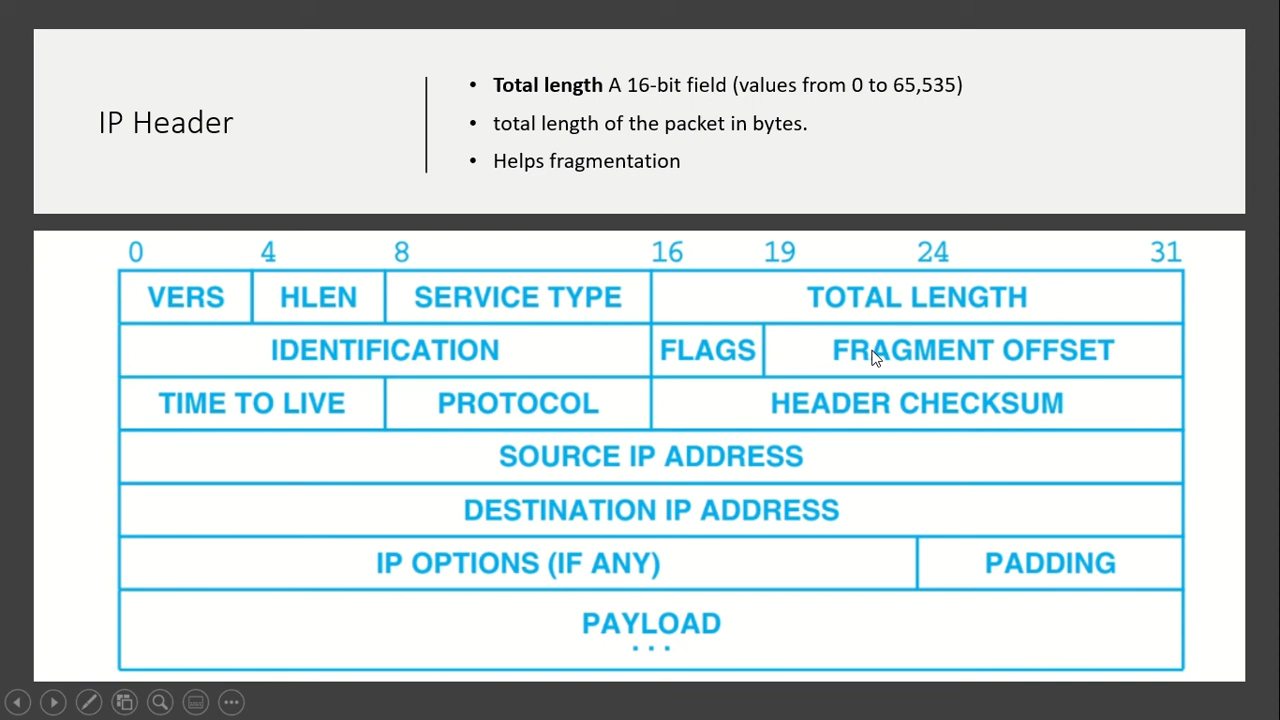 IP Header
• Total length A 16-bit field (values from 0 to 65,535)
• total length of the packet in bytes.
• Helps fragmentation
0 4 8 16 19 24 31
VERS HLEN SERVICE TYPE TOTAL LENGTH
IDENTIFICATION FLAGS FRAGMENT OFFSET
TIME TO LIVE PROTOCOL HEADER CHECKSUM
SOURCE IP ADDRESS
DESTINATION IP ADDRESS
IP OPTIONS (IF ANY) PADDING
PAYLOAD
...